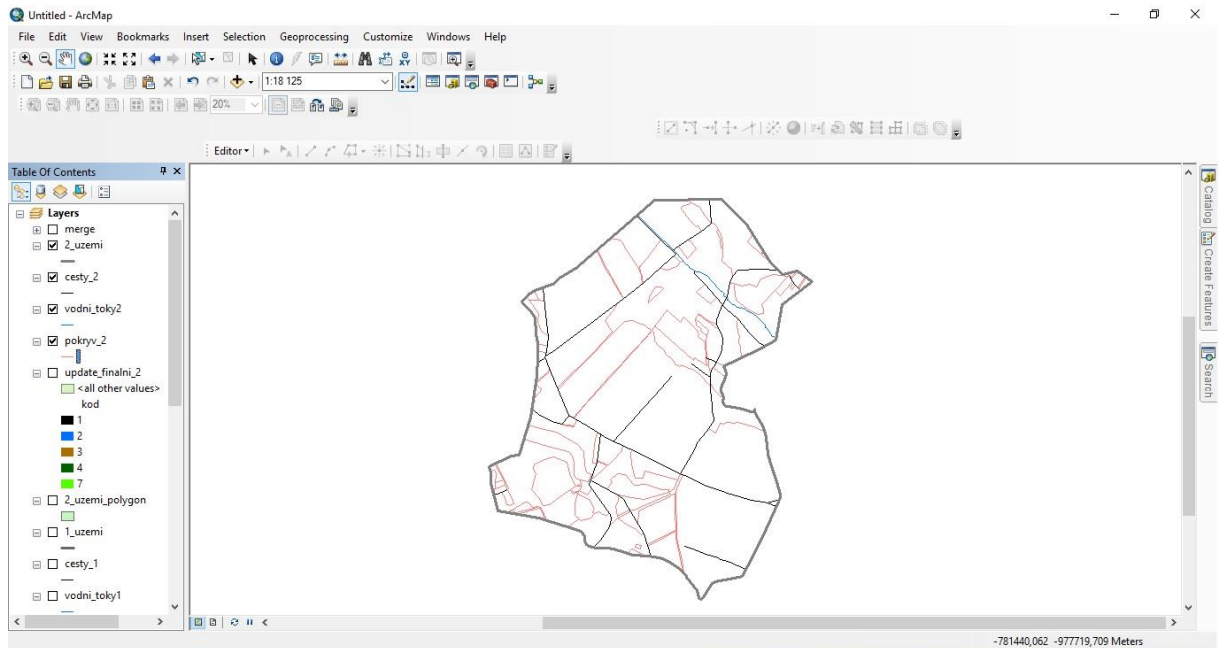 Untitled - ArcMap
File Edit View Bookmarks Insert Selection Geoprocessing Customize Windows Help
1:18 125
20%
Editor
Table Of Contents
Layers
merge
2_uzemi
cesty_2
vodni_toky2
pokryv_2
update_finalni_2
<all other values>
kod
1
2
3
4
7
2_uzemi_polygon
1_uzemi
cesty_1
vodni_toky1
Catalog
Create Features
Search
-781440,062 -977719,709 Meters